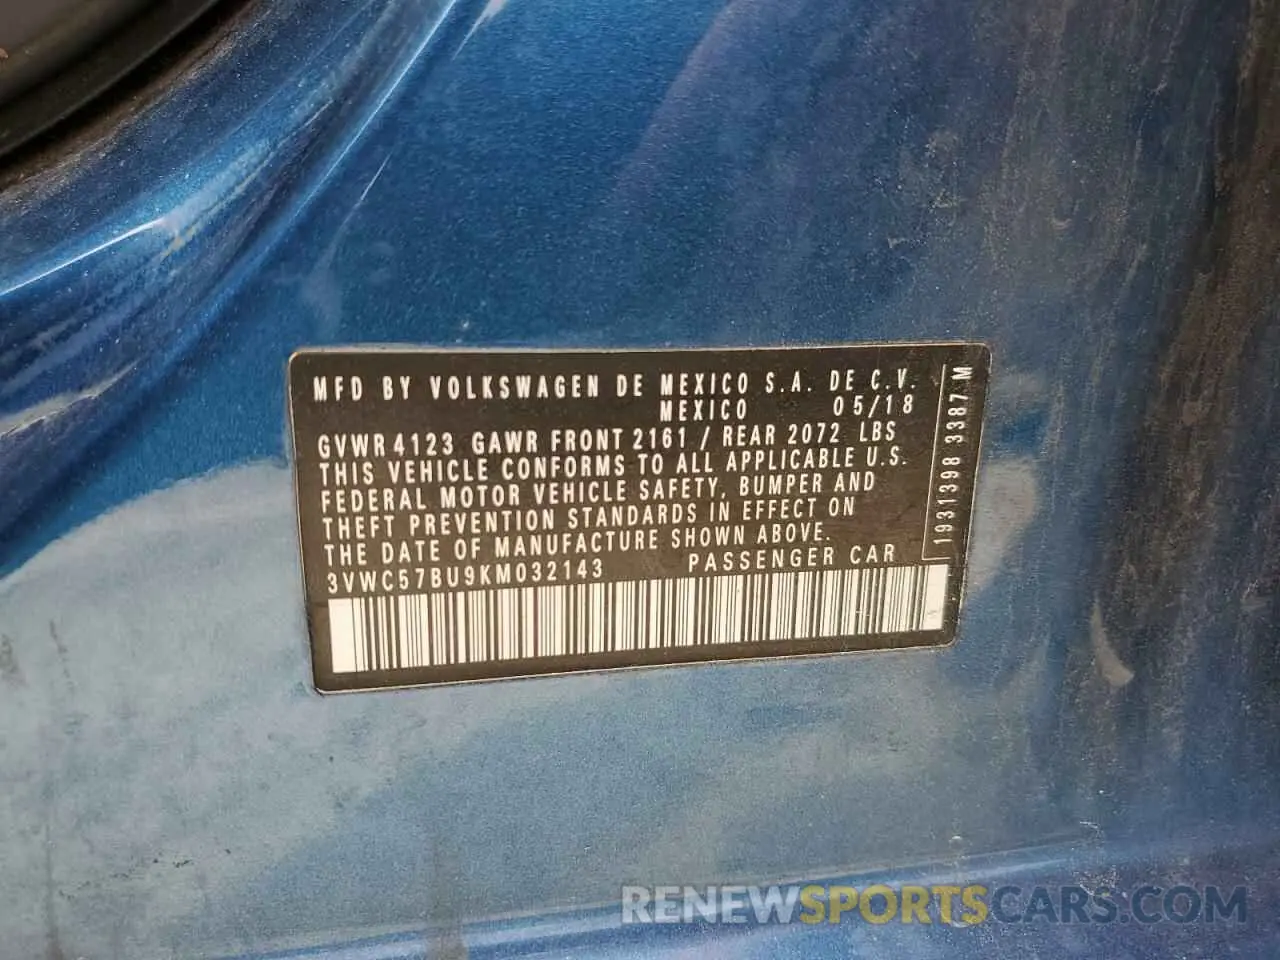 MFD BY VOLKSWAGEN DE MEXICO S.A. DE C.V.
MEXICO 05/18
GVWR 4123 GAWR FRONT 2161 / REAR 2072 LBS
THIS VEHICLE CONFORMS TO ALL APPLICABLE U.S.
FEDERAL MOTOR VEHICLE SAFETY, BUMPER AND
THEFT PREVENTION STANDARDS IN EFFECT ON
THE DATE OF MANUFACTURE SHOWN ABOVE.
3VWC57BU9KM032143 PASSENGER CAR
1931398 3387 M
RENEWSPORTSCARS.COM